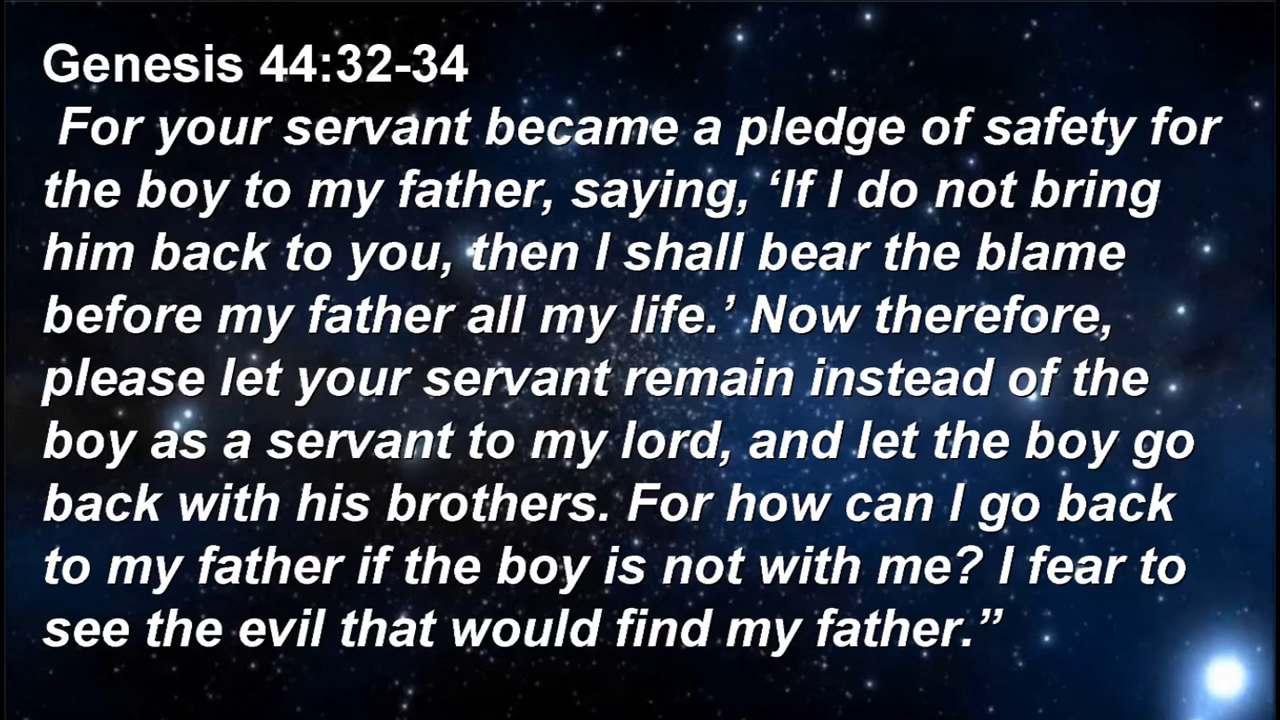 Genesis 44:32-34
For your servant became a pledge of safety for
the boy to my father, saying, ‘If I do not bring
him back to you, then I shall bear the blame
before my father all my life.’ Now therefore,
please let your servant remain instead of the
boy as a servant to my lord, and let the boy go
back with his brothers. For how can I go back
to my father if the boy is not with me? I fear to
see the evil that would find my father.”